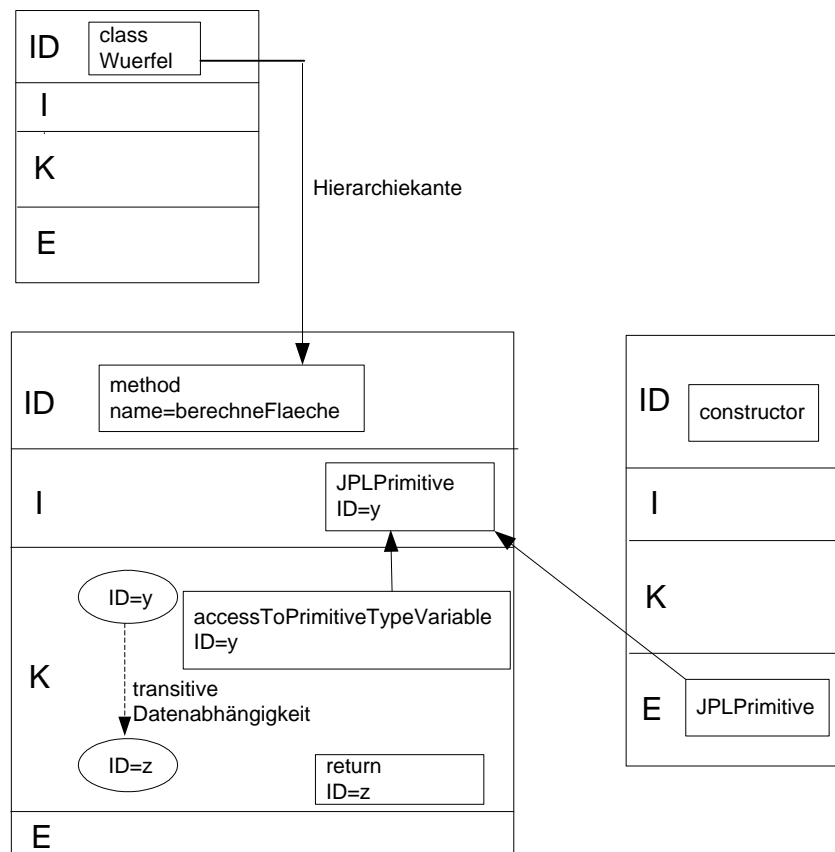 ID
class
Wuerfel
I
K
E
Hierarchiekante
ID
method
name=berechneFlaeche
I
JPLPrimitive
ID=y
K
ID=y
accessToPrimitiveTypeVariable
ID=y
transitive
Datenabhängigkeit
ID=z
return
ID=z
E
ID
constructor
I
K
E
JPLPrimitive